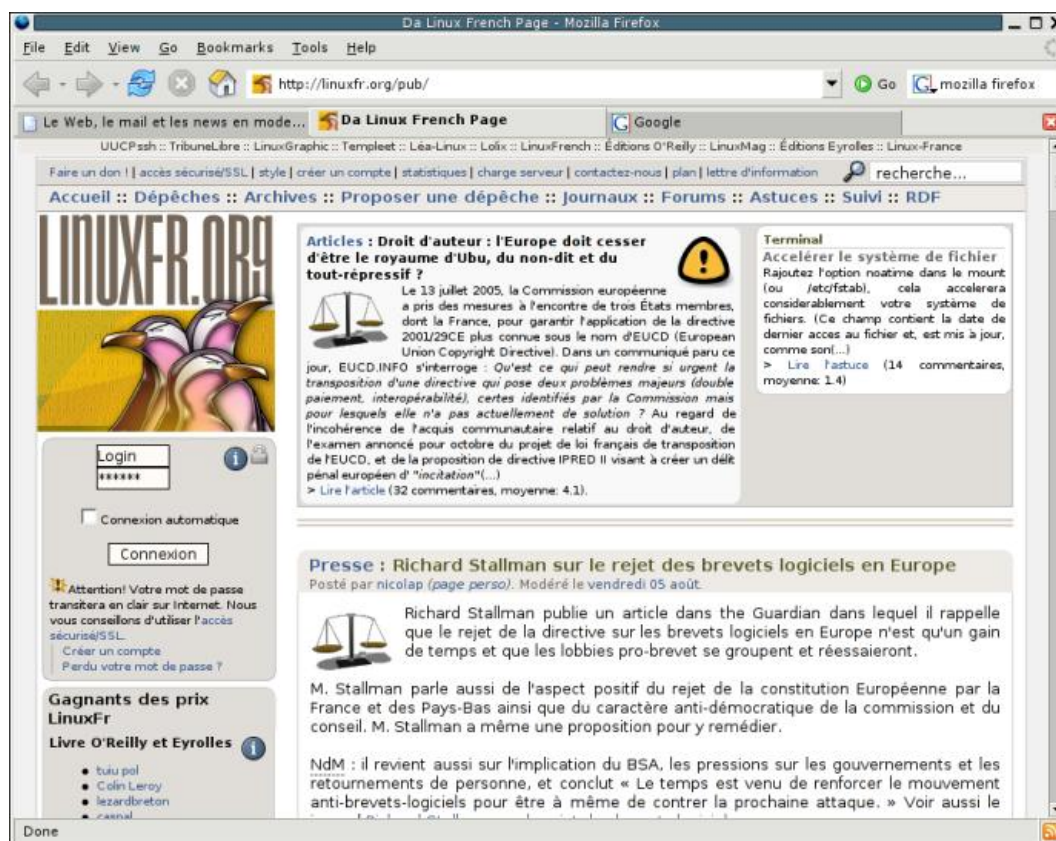 Da Linux French Page - Mozilla Firefox
File Edit View Go Bookmarks Tools Help
http://linuxfr.org/pub/ Go mozilla firefox
Le Web, le mail et les news en mode... Da Linux French Page Google
UUCPssh :: TribuneLibre :: LinuxGraphic :: Templeet :: Léa-Linux :: Lolix :: LinuxFrench :: Éditions O'Reilly :: LinuxMag :: Éditions Eyrolles :: Linux-France
Faire un don ! | accès sécurisé/SSL | style | créer un compte | statistiques | charge serveur | contactez-nous | plan | lettre d'information recherche...
Accueil :: Dépêches :: Archives :: Proposer une dépêche :: Journaux :: Forums :: Astuces :: Suivi :: RDF
LINUXFR.ORG
Login
******
Connexion automatique
Connexion
Attention! Votre mot de passe
transitera en clair sur Internet. Nous
vous conseillons d'utiliser l'accès
sécurisé/SSL.
Créer un compte
Perdu votre mot de passe ?
Gagnants des prix
LinuxFr
Livre O'Reilly et Eyrolles
tuiu pol
Colin Leroy
lezardbreton
Articles : Droit d'auteur : l'Europe doit cesser
d'être le royaume d'Ubu, du non-dit et du
tout-répressif ?
Le 13 juillet 2005, la Commission européenne
a pris des mesures à l'encontre de trois États membres,
dont la France, pour garantir l'application de la directive
2001/29CE plus connue sous le nom d'EUCD (European
Union Copyright Directive). Dans un communiqué paru ce
jour, EUCD.INFO s'interroge : Qu'est ce qui peut rendre si urgent la
transposition d'une directive qui pose deux problèmes majeurs (double
paiement, interopérabilité), certes identifiés par la Commission mais
pour lesquels elle n'a pas actuellement de solution ? Au regard de
l'incohérence de l'acquis communautaire relatif au droit d'auteur, de
l'examen annoncé pour octobre du projet de loi français de transposition
de l'EUCD, et de la proposition de directive IPRED II visant à créer un délit
pénal européen d' "incitation"(...)
> Lire l'article (32 commentaires, moyenne: 4.1).
Terminal
Accelérer le système de fichier
Rajoutez l'option noatime dans le mount
(ou /etc/fstab), cela accelerera
considerablement votre système de
fichiers. (Ce champ contient la date de
dernier acces au fichier et, est mis à jour,
comme son(...)
> Lire l'astuce (14 commentaires,
moyenne: 1.4)
Presse : Richard Stallman sur le rejet des brevets logiciels en Europe
Posté par nicolap (page perso). Modéré le vendredi 05 août.
Richard Stallman publie un article dans the Guardian dans lequel il rappelle
que le rejet de la directive sur les brevets logiciels en Europe n'est qu'un gain
de temps et que les lobbies pro-brevet se groupent et réessaieront.
M. Stallman parle aussi de l'aspect positif du rejet de la constitution Européenne par la
France et des Pays-Bas ainsi que du caractère anti-démocratique de la commission et du
conseil. M. Stallman a même une proposition pour y remédier.
NdM : il revient aussi sur l'implication du BSA, les pressions sur les gouvernements et les
retournements de personne, et conclut « Le temps est venu de renforcer le mouvement
anti-brevets-logiciels pour être à même de contrer la prochaine attaque. » Voir aussi le
Done